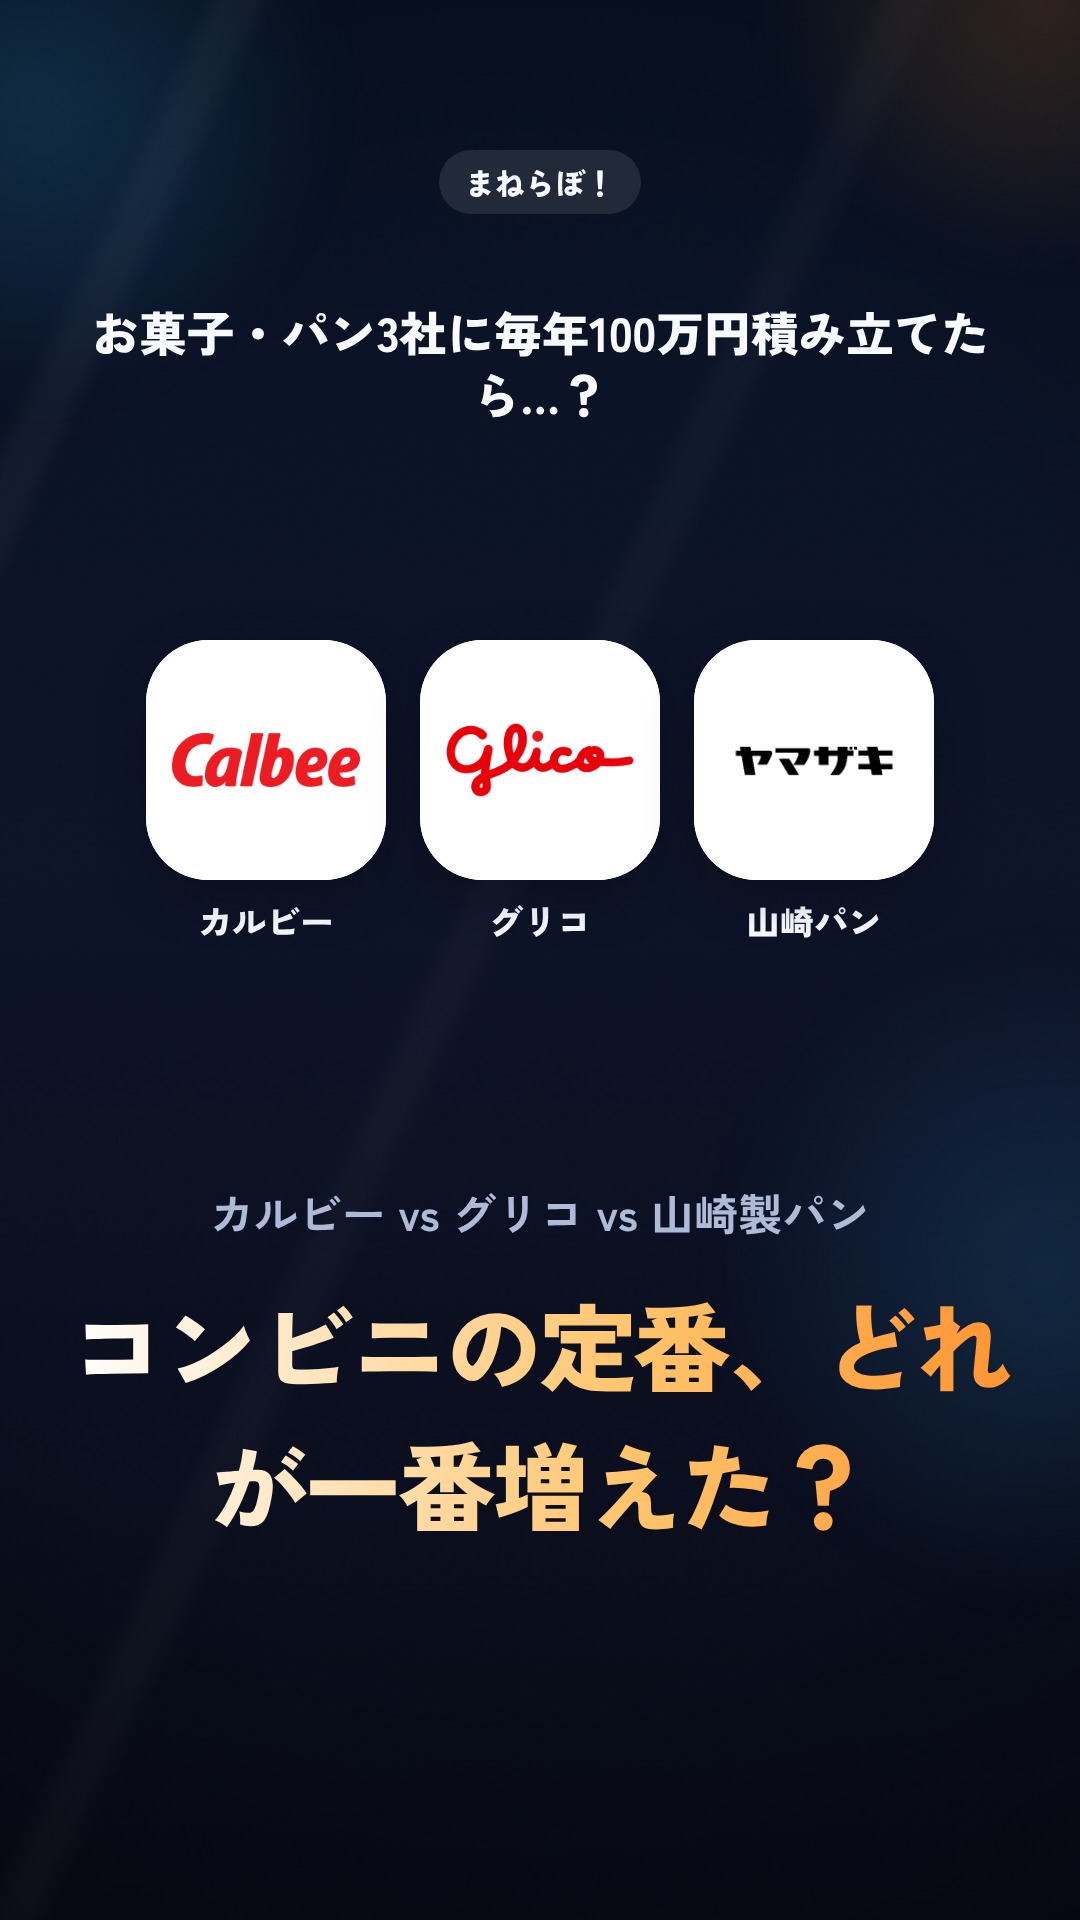 まねらぼ！
お菓子・パン3社に毎年100万円積み立てた
ら…？
Calbee
Glico
ヤマザキ
カルビー
グリコ
山崎パン
カルビー vs グリコ vs 山崎製パン
コンビニの定番、どれ
が一番増えた？